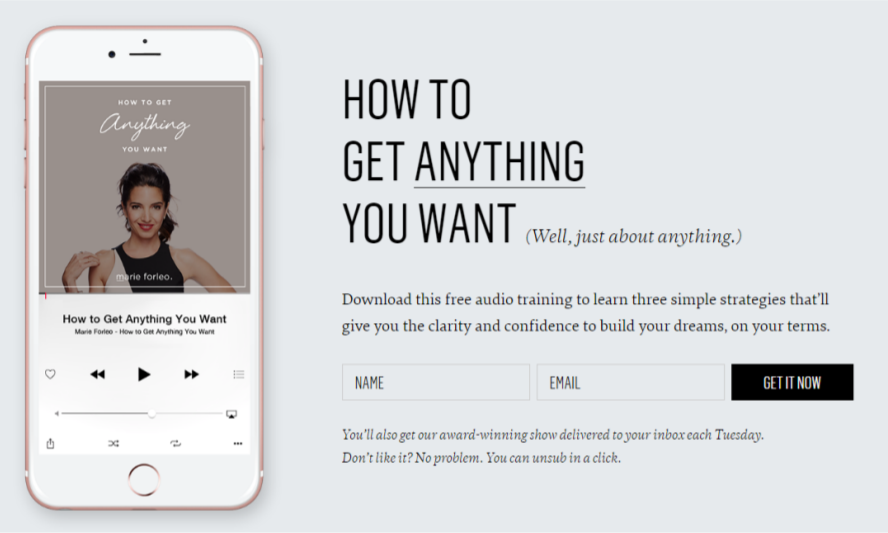 HOW TO GET
Anything
YOU WANT
marie forleo.
How to Get Anything You Want
Marie Forleo - How to Get Anything You Want
HOW TO
GET ANYTHING
YOU WANT (Well, just about anything.)
Download this free audio training to learn three simple strategies that'll
give you the clarity and confidence to build your dreams, on your terms.
NAME EMAIL GET IT NOW
You'll also get our award-winning show delivered to your inbox each Tuesday.
Don't like it? No problem. You can unsub in a click.